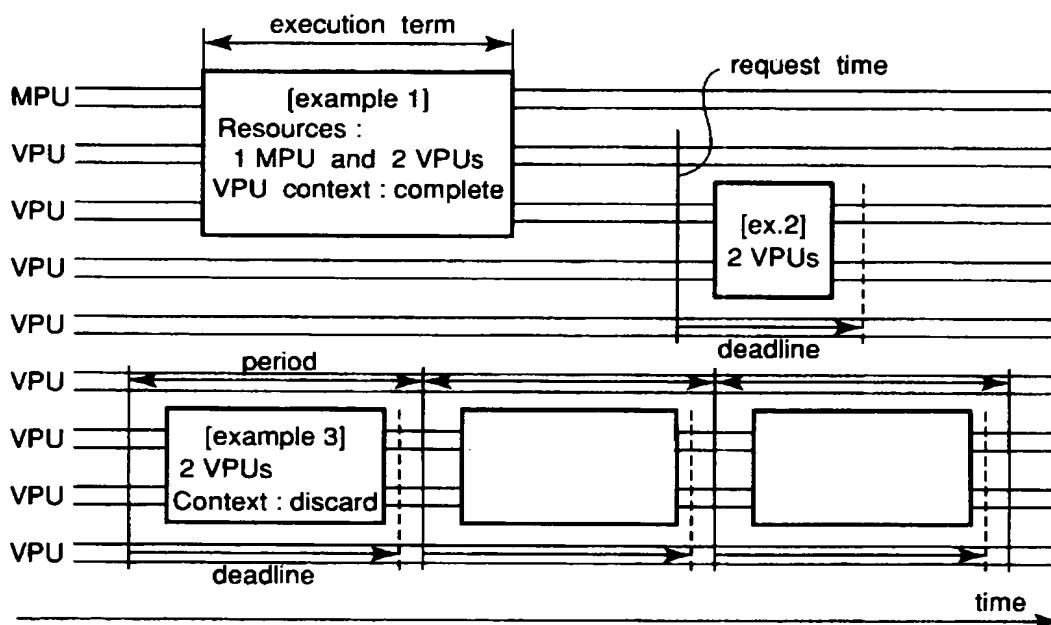 execution term
request time
MPU
[example 1]
Resources :
1 MPU and 2 VPUs
VPU context : complete
VPU
VPU
[ex.2]
2 VPUs
VPU
VPU
deadline
period
VPU
VPU
[example 3]
2 VPUs
Context : discard
VPU
VPU
deadline
time